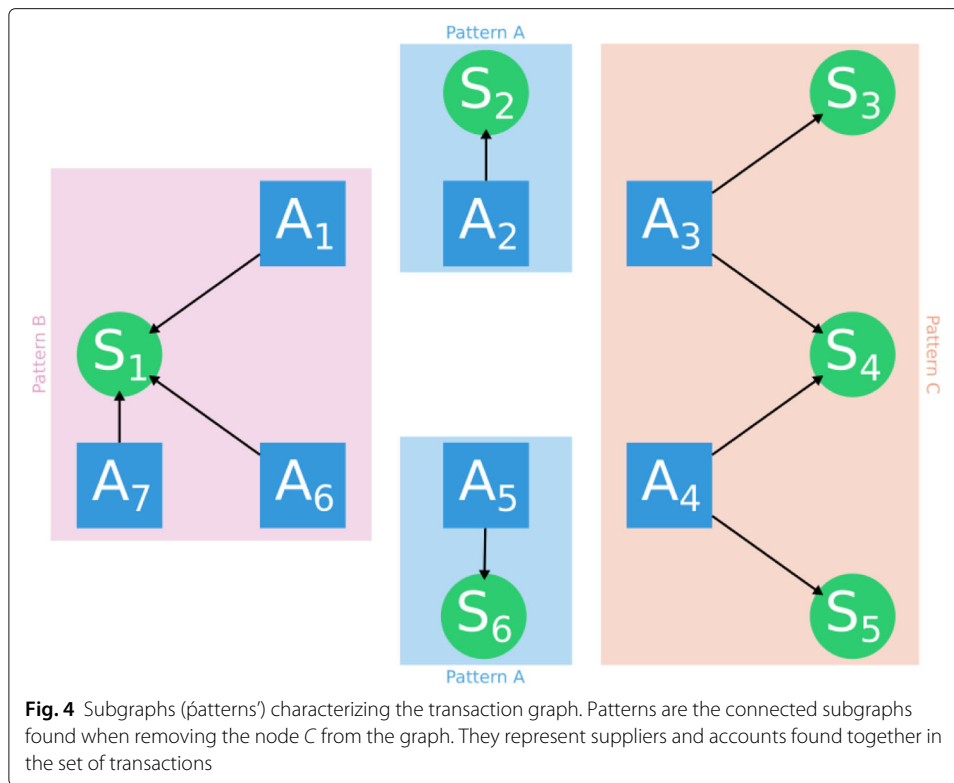 Pattern A
S2
S3
A1
A2
A3
Pattern B
S1
S4
Pattern C
A7
A6
A5
A4
S6
S5
Pattern A
Fig. 4 Subgraphs (ṕatterns’) characterizing the transaction graph. Patterns are the connected subgraphs
found when removing the node C from the graph. They represent suppliers and accounts found together in
the set of transactions